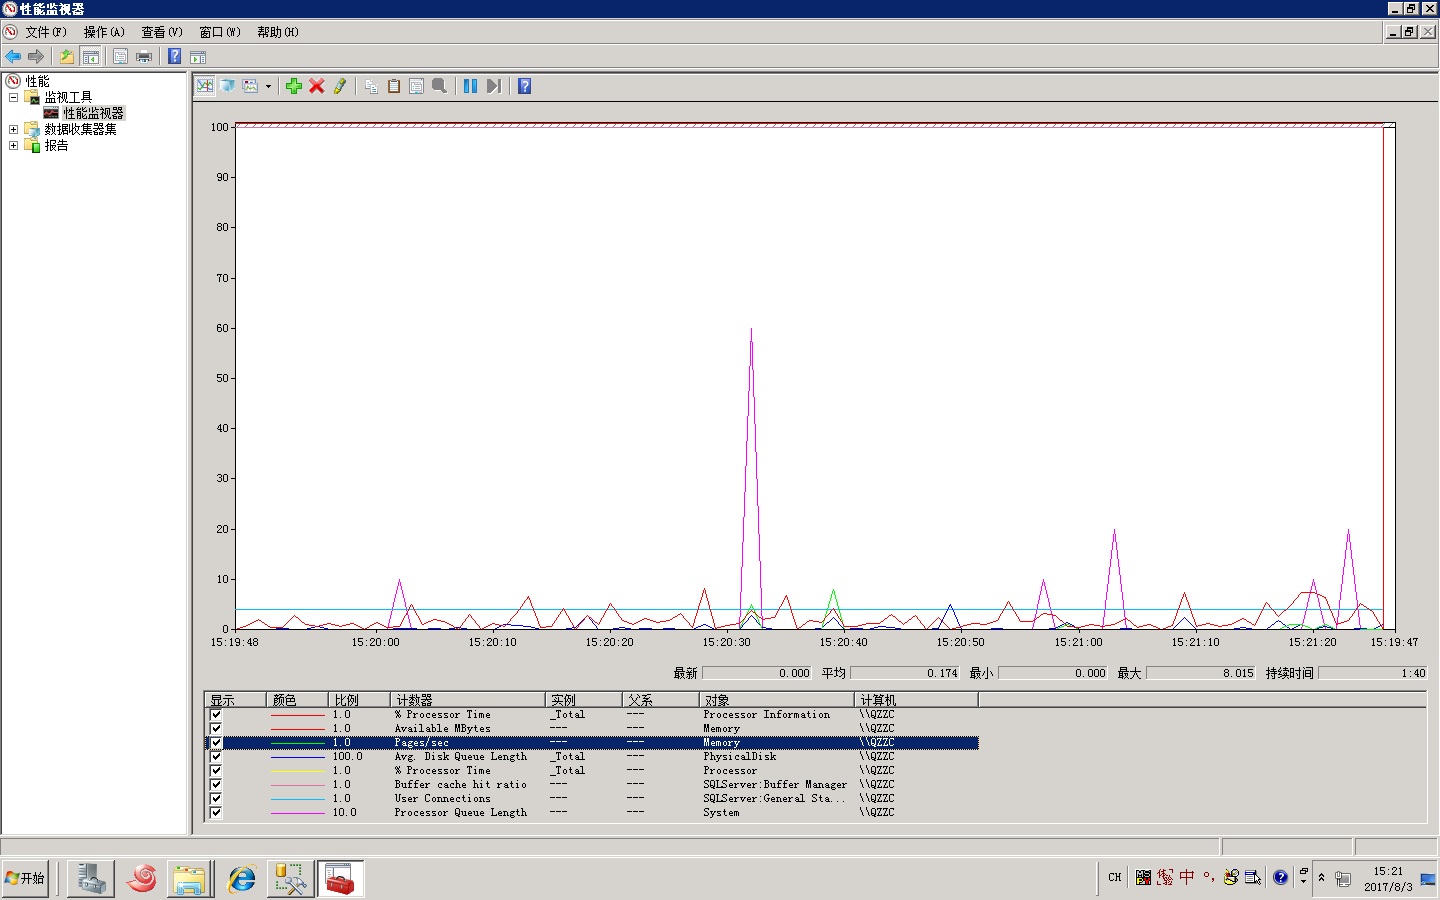 性能监视器
文件(F) 操作(A) 查看(V) 窗口(W) 帮助(H)
性能
监视工具
性能监视器
数据收集器集
报告
100
90
80
70
60
50
40
30
20
10
0
15:19:48 15:20:00 15:20:10 15:20:20 15:20:30 15:20:40 15:20:50 15:21:00 15:21:10 15:21:20 15:19:47
最新 0.000 平均 0.174 最小 0.000 最大 8.015 持续时间 1:40
显示 颜色 比例 计数器 实例 父系 对象 计算机
1.0 % Processor Time _Total --- Processor Information \\QZZC
1.0 Available MBytes --- --- Memory \\QZZC
1.0 Pages/sec --- --- Memory \\QZZC
100.0 Avg. Disk Queue Length _Total --- PhysicalDisk \\QZZC
1.0 % Processor Time _Total --- Processor \\QZZC
1.0 Buffer cache hit ratio --- --- SQLServer:Buffer Manager \\QZZC
1.0 User Connections --- --- SQLServer:General Sta... \\QZZC
10.0 Processor Queue Length --- --- System \\QZZC
开始 CH 中 15:21
2017/8/3